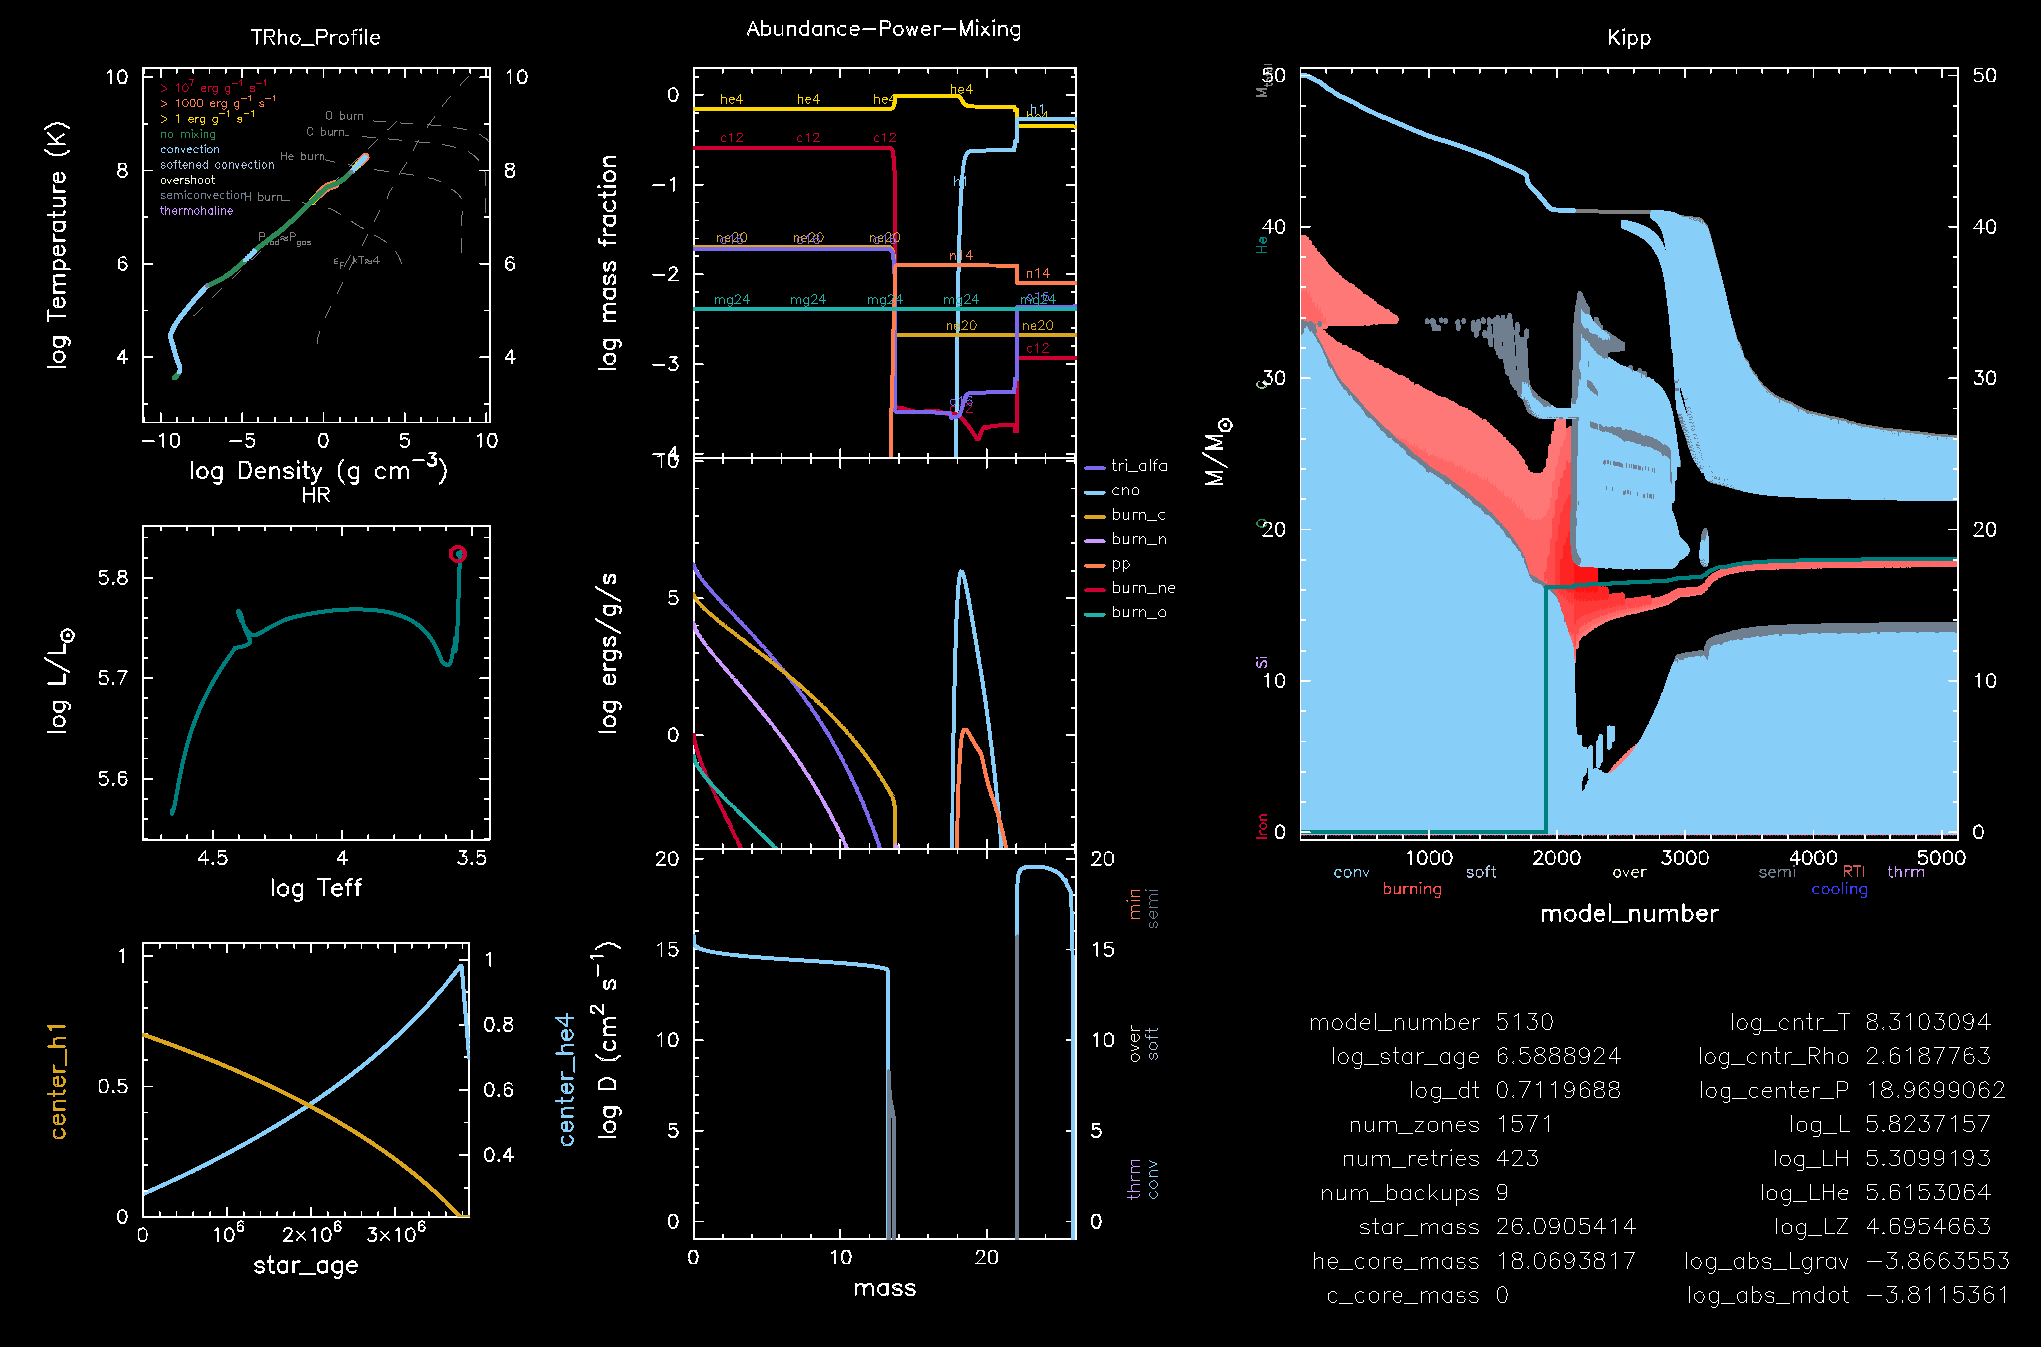 TRho_Profile
10
8
6
4
10
8
6
4
> 10⁷ erg g⁻¹ s⁻¹
> 1000 erg g⁻¹ s⁻¹
> 1 erg g⁻¹ s⁻¹
no mixing
convection
softened convection
overshoot
semiconvection
thermohaline
O burn
C burn
He burn
H burn
log Temperature (K)
−10 −5 0 5 10
log Density (g cm⁻³)
HR
5.8
5.7
5.6
log L/L☉
4.5 4 3.5
log Teff
1
0.5
0
1
0.8
0.6
0.4
center_h1
center_he4
0 10⁶ 2×10⁶ 3×10⁶
star_age
Abundance−Power−Mixing
0
−1
−2
−3
−4
log mass fraction
he4 he4 he4 he4
h1
c12 c12 c12
h1
ne20 ne20 ne20
n14
mg24 mg24 mg24 mg24 mg24
ne20 ne20
c12
10
5
0
log ergs/g/s
tri_alfa
cno
burn_c
burn_n
pp
burn_ne
burn_o
20
15
10
5
0
20
15
10
5
0
log D (cm² s⁻¹)
min
semi
over
soft
thrm
conv
0 10 20
mass
Kipp
50
40
30
20
10
0
50
40
30
20
10
0
He
Si
Iron
M/M☉
1000 2000 3000 4000 5000
conv soft over semi RTI thrm
burning cooling
model_number
model_number 5130
log_star_age 6.5888924
log_dt 0.7119688
num_zones 1571
num_retries 423
num_backups 9
star_mass 26.0905414
he_core_mass 18.0693817
c_core_mass 0
log_cntr_T 8.3103094
log_cntr_Rho 2.6187763
log_center_P 18.9699062
log_L 5.8237157
log_LH 5.3099193
log_LHe 5.6153064
log_LZ 4.6954663
log_abs_Lgrav −3.8663553
log_abs_mdot −3.8115361